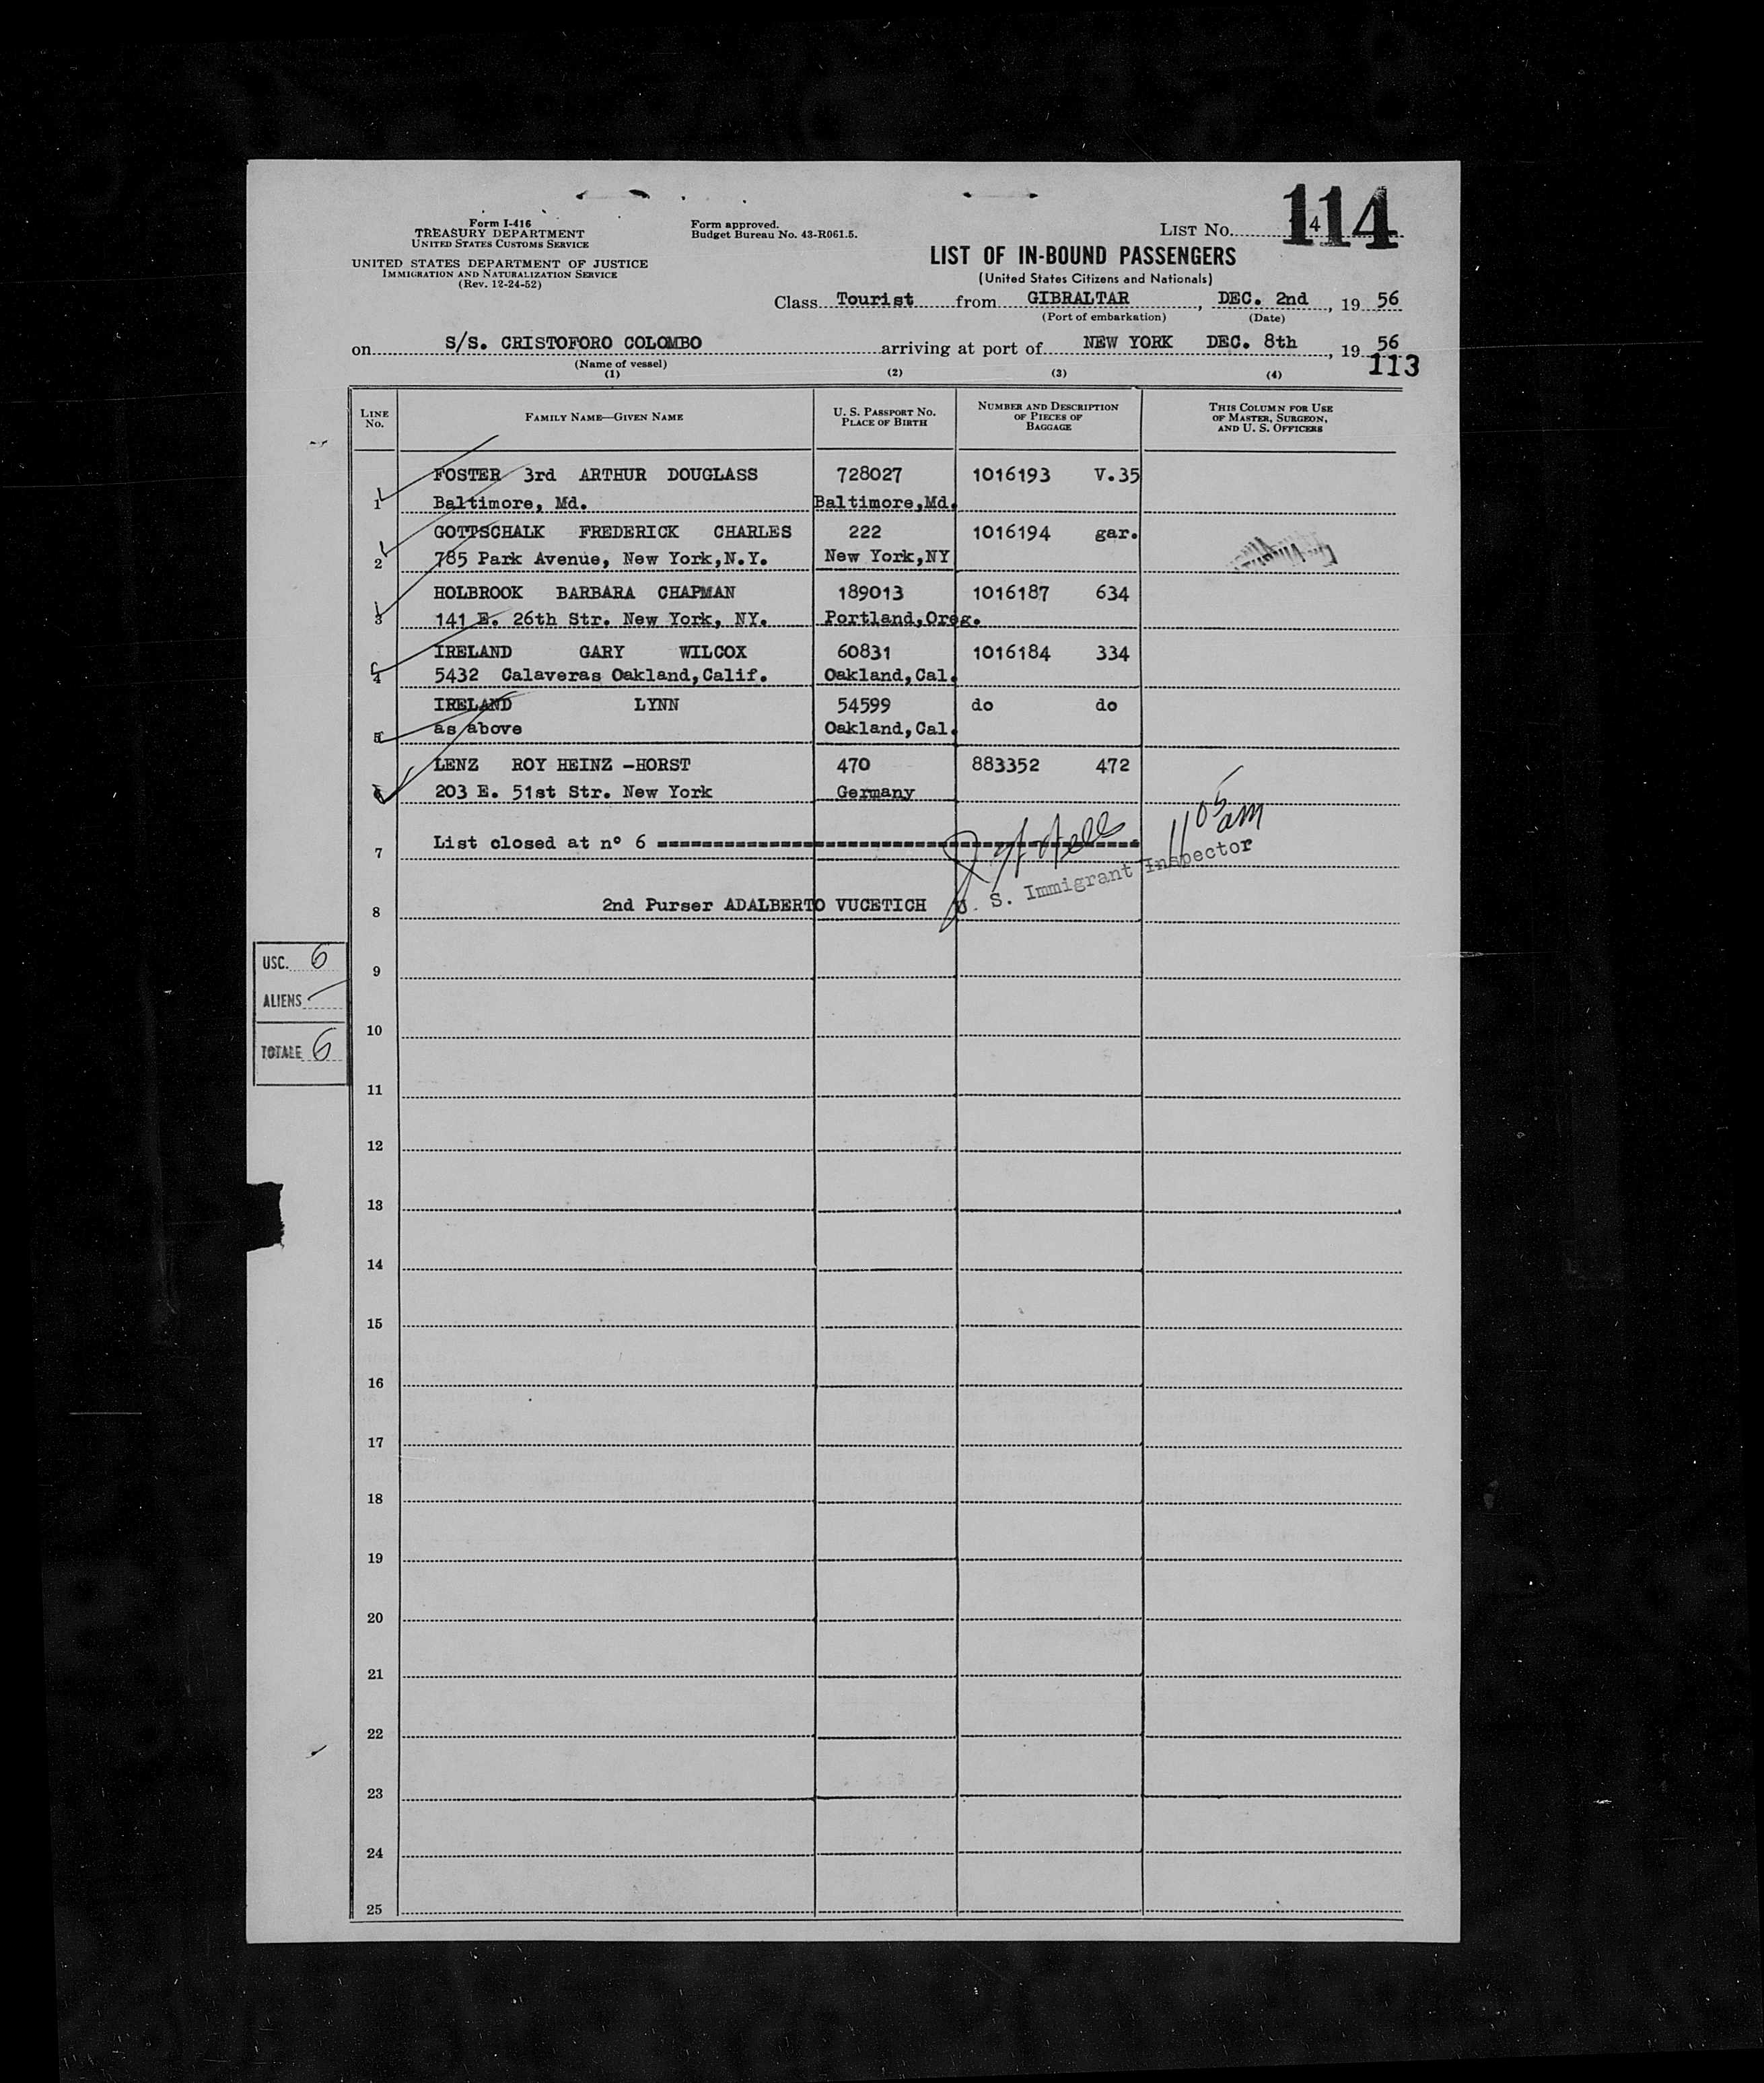 Form I-416
TREASURY DEPARTMENT
UNITED STATES CUSTOMS SERVICE
UNITED STATES DEPARTMENT OF JUSTICE
IMMIGRATION AND NATURALIZATION SERVICE
(Rev. 12-24-52)
Form approved.
Budget Bureau No. 43-R061.5.
LIST NO. 4 114
LIST OF IN-BOUND PASSENGERS
(United States Citizens and Nationals)
Class Tourist from GIBRALTAR, DEC. 2nd, 19 56
(Port of embarkation) (Date)
on S/S. CRISTOFORO COLOMBO arriving at port of NEW YORK DEC. 8th, 19 56
(Name of vessel)
113
(1) (2) (3) (4)
LINE NO. FAMILY NAME—GIVEN NAME U. S. PASSPORT NO. PLACE OF BIRTH NUMBER AND DESCRIPTION OF PIECES OF BAGGAGE THIS COLUMN FOR USE OF MASTER, SURGEON, AND U. S. OFFICERS
FOSTER 3rd ARTHUR DOUGLASS 728027 1016193 V.35
1 Baltimore, Md. Baltimore,Md.
GOTTSCHALK FREDERICK CHARLES 222 1016194 gar.
2 785 Park Avenue, New York,N.Y. New York,NY
HOLBROOK BARBARA CHAPMAN 189013 1016187 634
3 141 E. 26th Str. New York, NY. Portland,Oreg.
IRELAND GARY WILCOX 60831 1016184 334
4 5432 Calaveras Oakland,Calif. Oakland,Cal.
IRELAND LYNN 54599 do do
5 as above Oakland,Cal.
LENZ ROY HEINZ -HORST 470 883352 472
6 203 E. 51st Str. New York Germany
11 05 am
7 List closed at nº 6
U. S. Immigrant Inspector
8 2nd Purser ADALBERTO VUCETICH
USC. 6
ALIENS
TOTALE 6
9
10
11
12
13
14
15
16
17
18
19
20
21
22
23
24
25